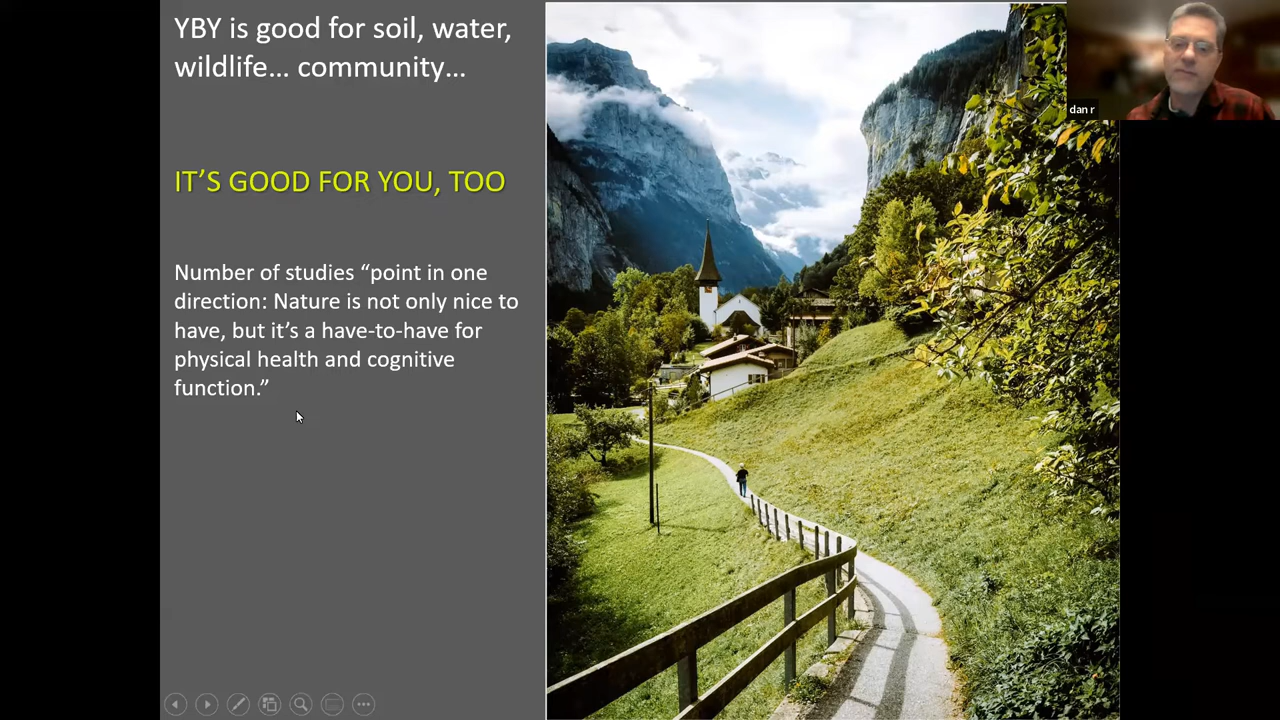 YBY is good for soil, water,
wildlife... community...
IT’S GOOD FOR YOU, TOO
Number of studies “point in one
direction: Nature is not only nice to
have, but it’s a have-to-have for
physical health and cognitive
function.”
dan r